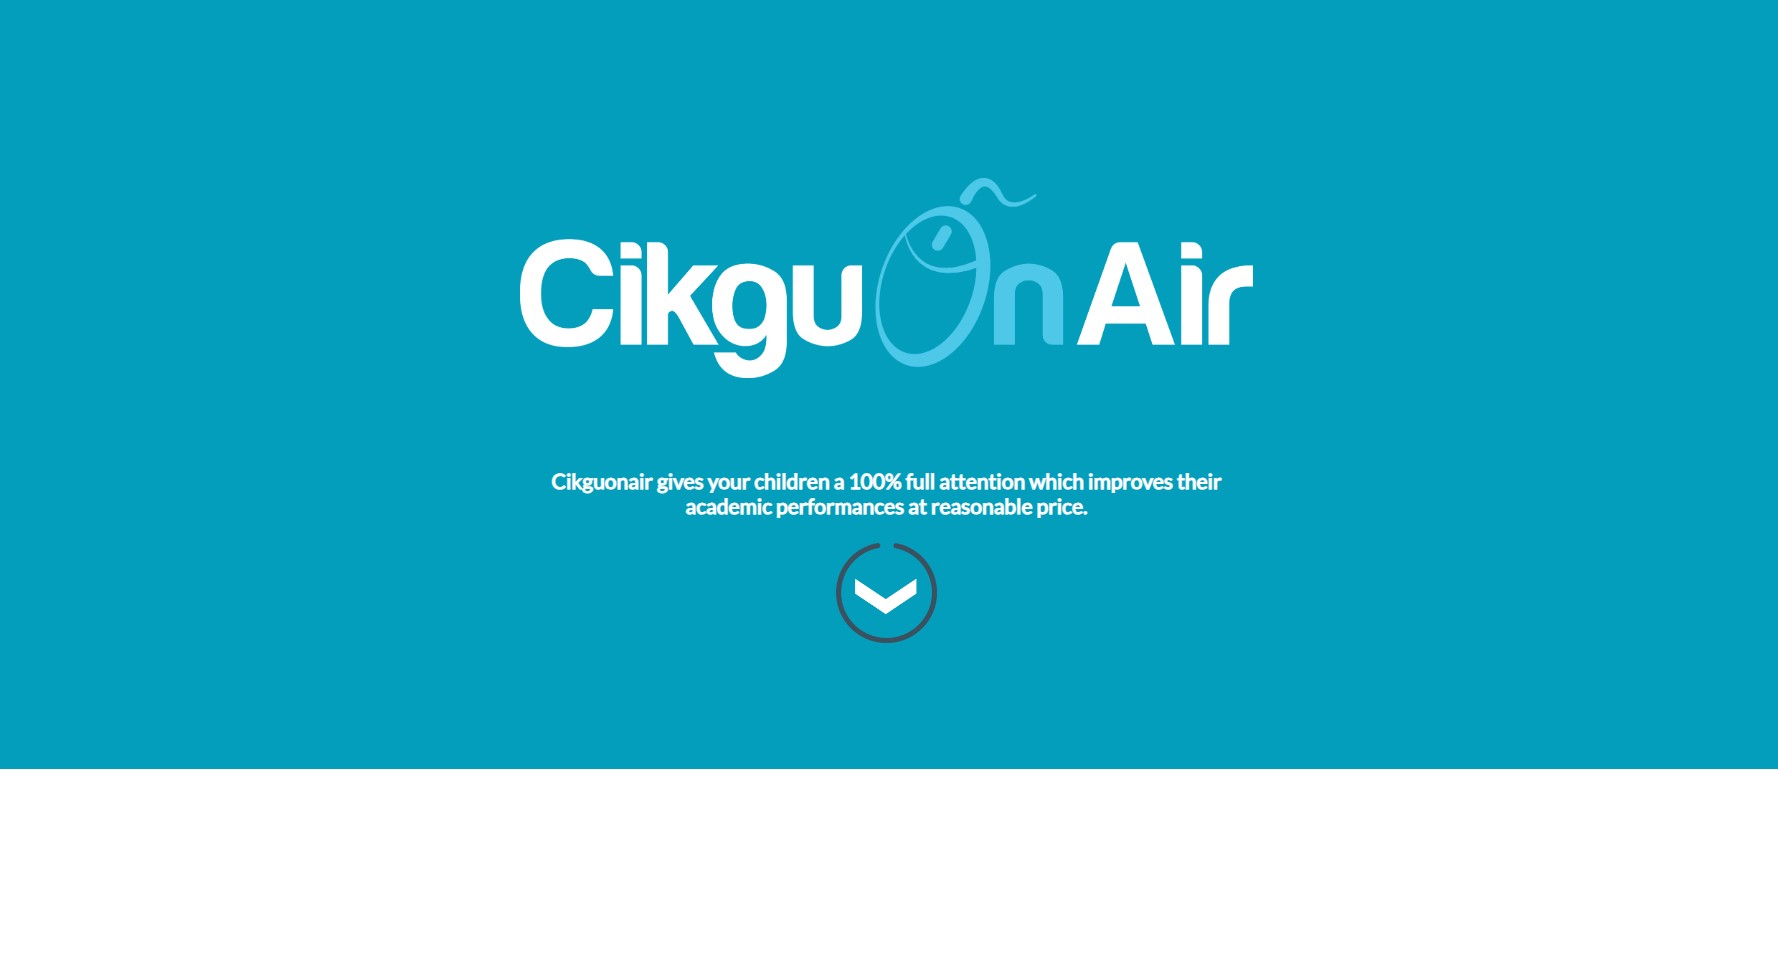 CikguOnAir
Cikguonair gives your children a 100% full attention which improves their
academic performances at reasonable price.